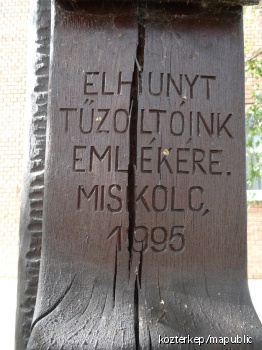 ELHUNYT
TŰZOLTÓINK
EMLÉKÉRE.
MISKOLC,
1995
kozterkep/mapublic